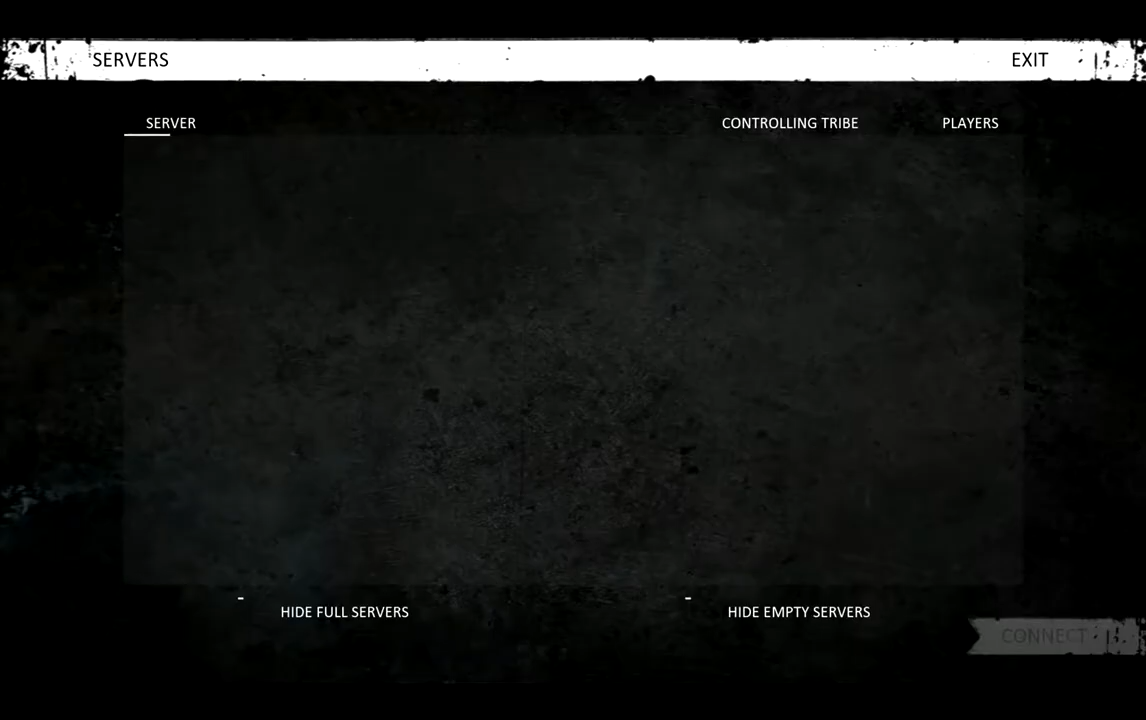 SERVERS EXIT
SERVER CONTROLLING TRIBE PLAYERS
HIDE FULL SERVERS HIDE EMPTY SERVERS
CONNECT